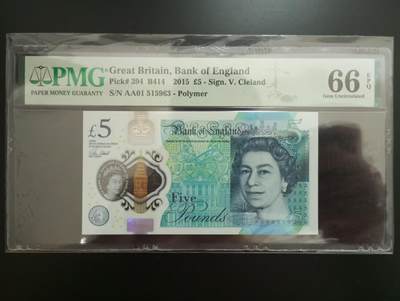 PMG
PAPER MONEY GUARANTY
Great Britain, Bank of England
Pick# 394 B414 2015 £5 - Sign. V. Cleland
S/N AA01 515963 - Polymer
66 EPQ
Gem Uncirculated
£5
Bank of England
Five
Pounds